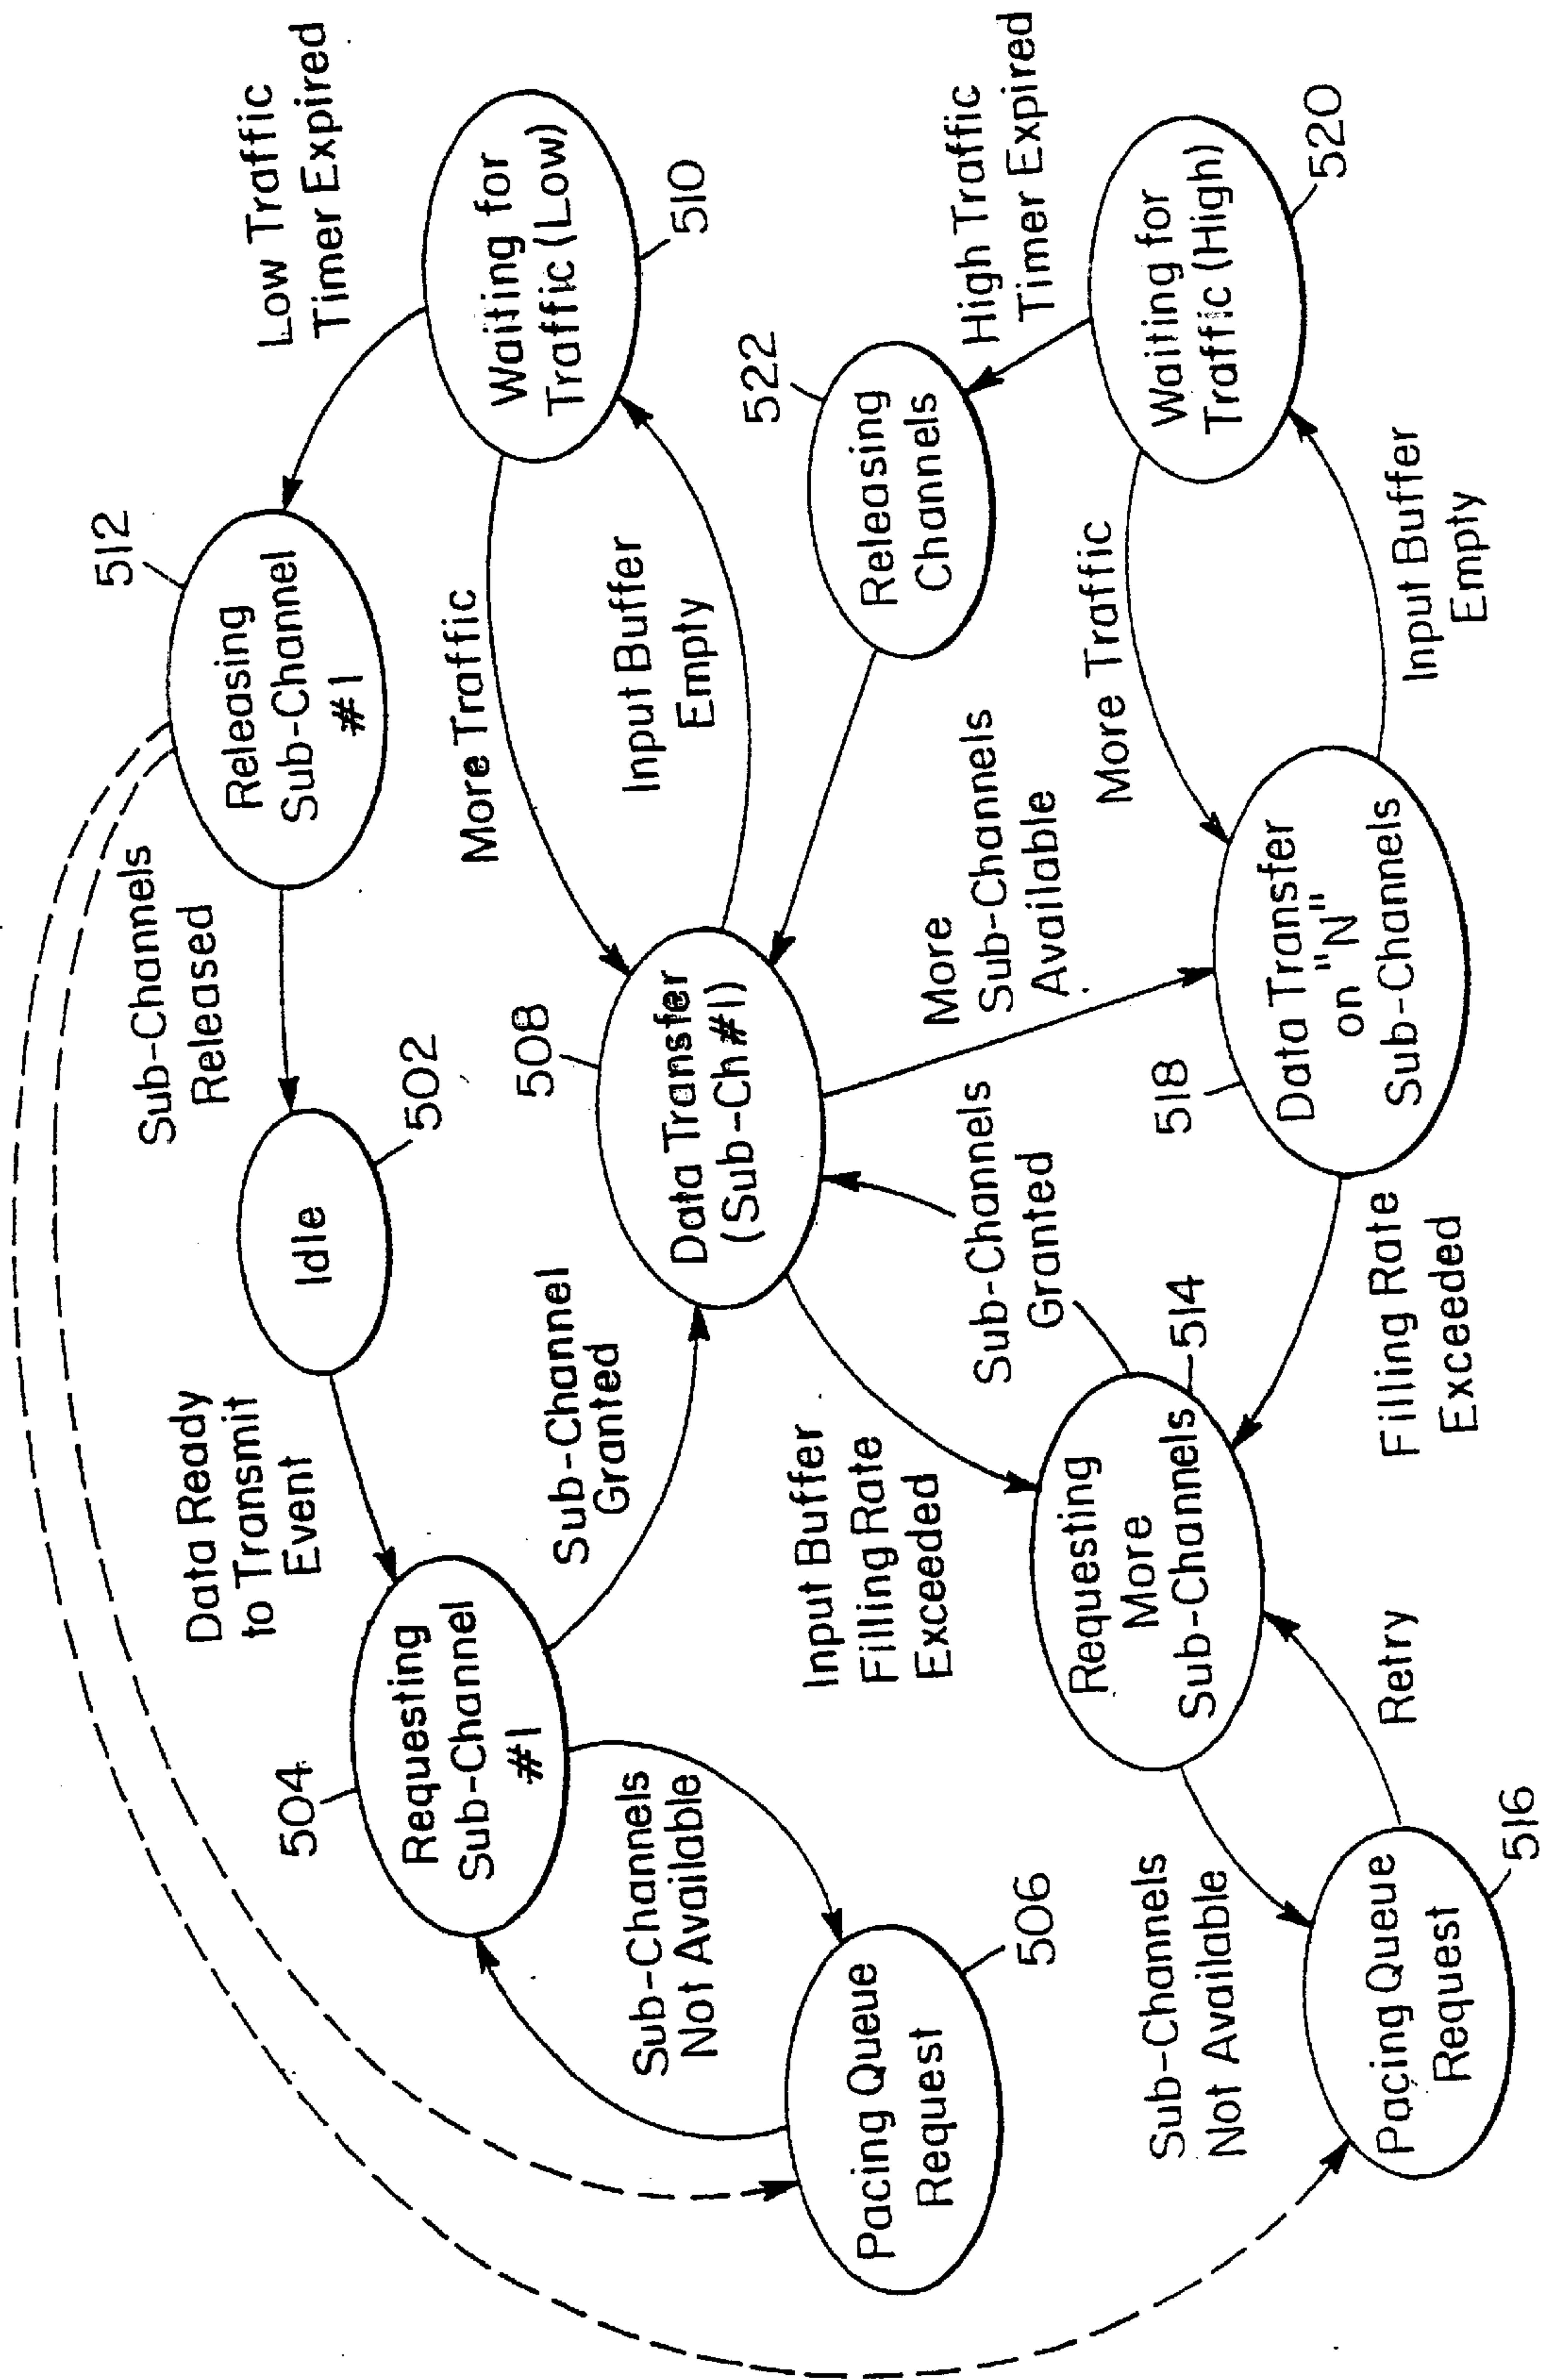 Data Ready
to Transmit
Event
Sub-Channels
Released
512
Low Traffic
Timer Expired
504
Requesting
Sub-Channel
#1
Idle
502
Releasing
Sub-Channel
#1
Waiting for
Traffic (Low)
510
Sub-Channel
Granted
508
More Traffic
Sub-Channels
Not Available
Data Transfer
(Sub-Ch#1)
Input Buffer
Empty
Pacing Queue
Request
506
Input Buffer
Filling Rate
Exceeded
522
Releasing
Channels
High Traffic
Timer Expired
Sub-Channels
Granted
More
Sub-Channels
Available
Requesting
More
Sub-Channels
514
518
More Traffic
Waiting for
Traffic (High)
520
Sub-Channels
Not Available
Data Transfer
on "N"
Sub-Channels
Pacing Queue
Request
516
Retry
Filling Rate
Exceeded
Input Buffer
Empty